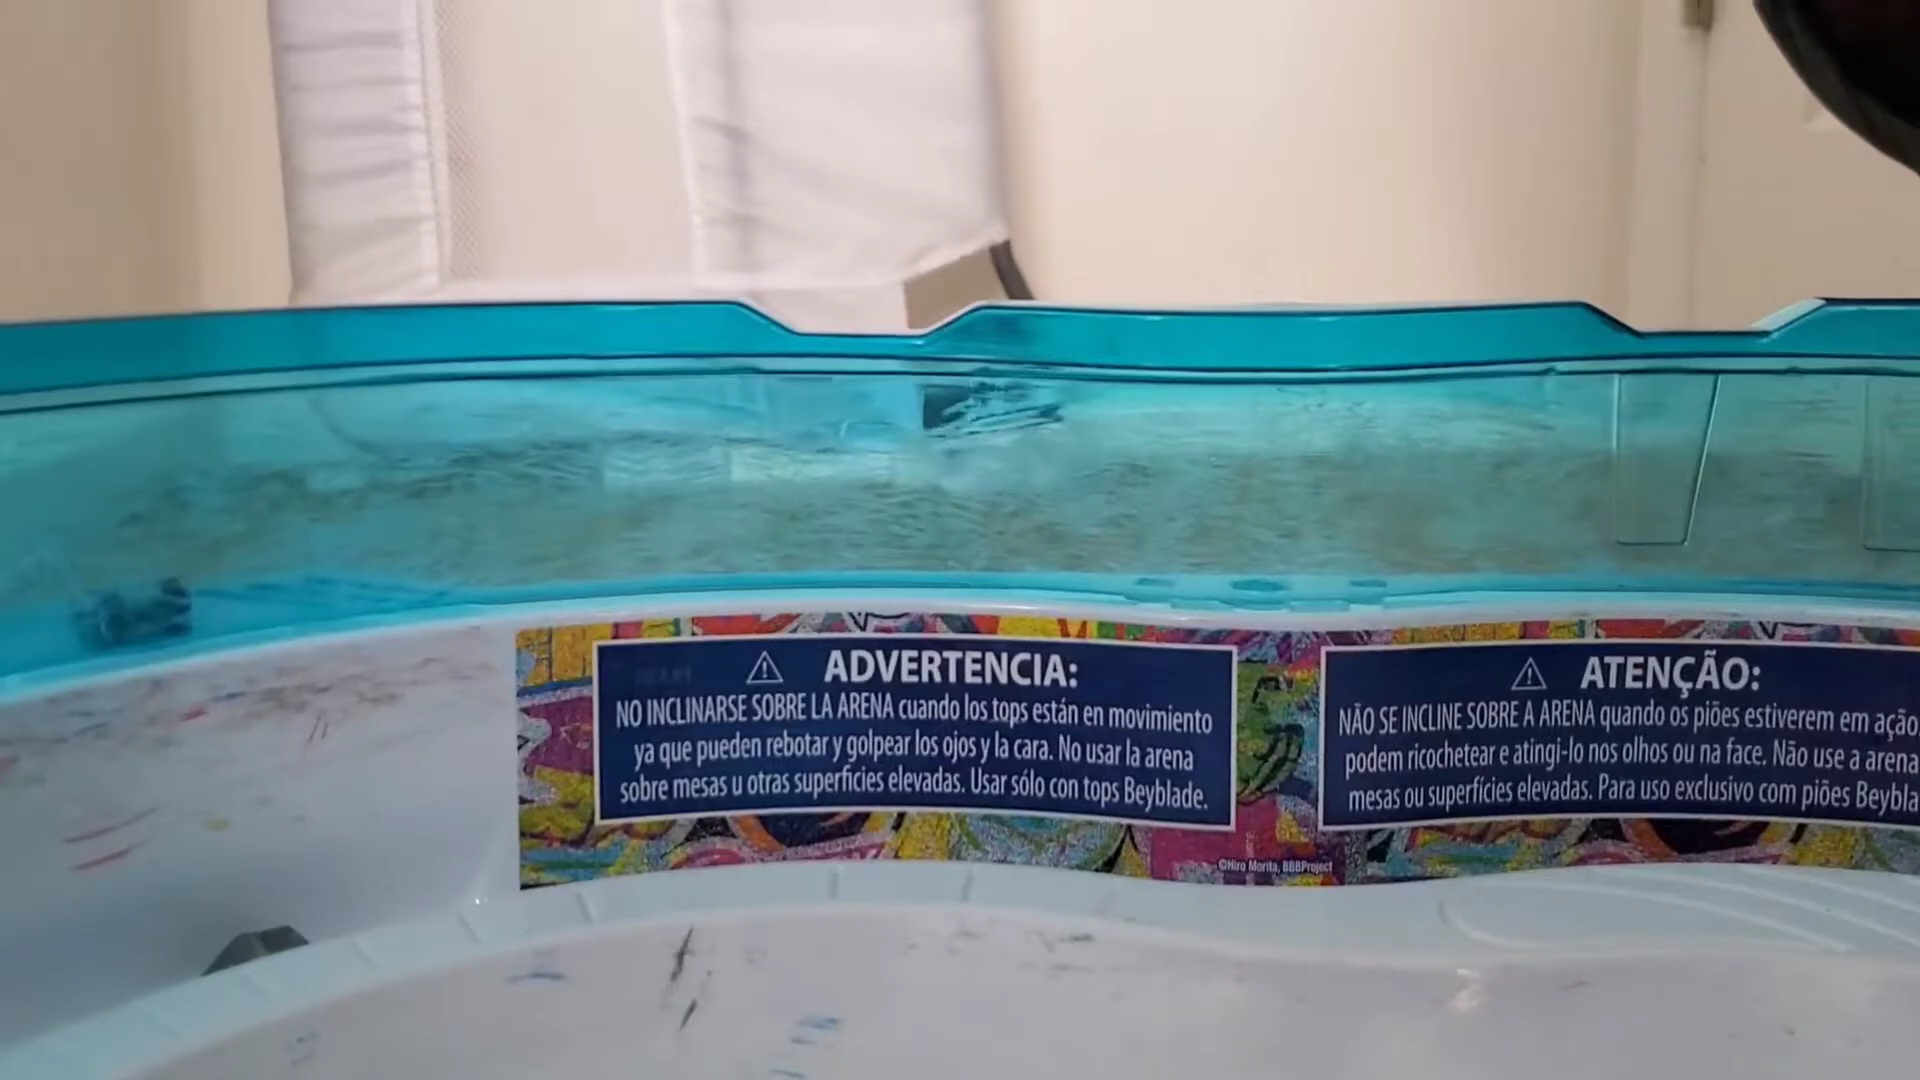 ADVERTENCIA:
NO INCLINARSE SOBRE LA ARENA cuando los tops están en movimiento
ya que pueden rebotar y golpear los ojos y la cara. No usar la arena
sobre mesas u otras superficies elevadas. Usar sólo con tops Beyblade.
ATENÇÃO:
NÃO SE INCLINE SOBRE A ARENA quando os piões estiverem em ação,
podem ricochetear e atingi-lo nos olhos ou na face. Não use a arena
mesas ou superfícies elevadas. Para uso exclusivo com piões Beybla
©Hiro Morita, BBBProject